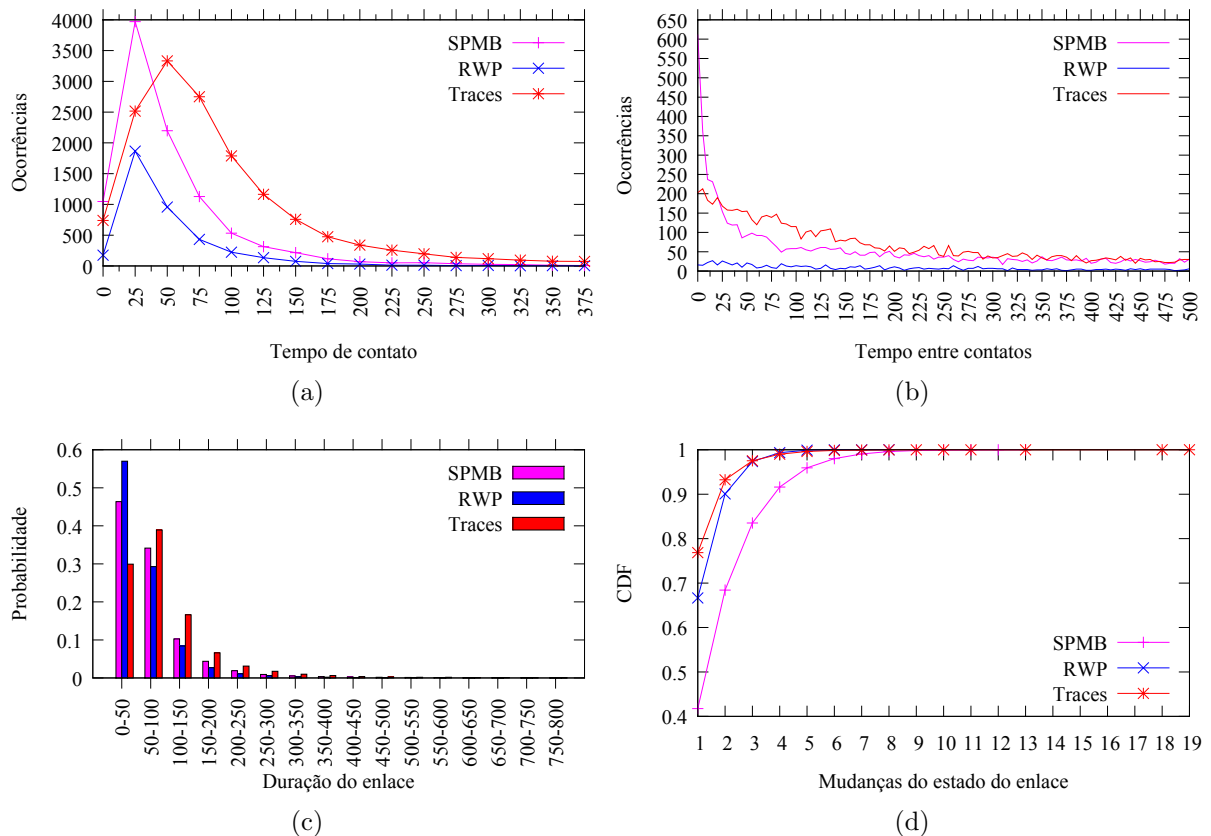 4000
3500
3000
2500
2000
1500
1000
500
0
Ocorrências
SPMB
RWP
Traces
0 25 50 75 100 125 150 175 200 225 250 275 300 325 350 375
Tempo de contato
(a)
650
600
550
500
450
400
350
300
250
200
150
100
50
0
Ocorrências
SPMB
RWP
Traces
0 25 50 75 100 125 150 175 200 225 250 275 300 325 350 375 400 425 450 475 500
Tempo entre contatos
(b)
0.6
0.5
0.4
0.3
0.2
0.1
0
Probabilidade
SPMB
RWP
Traces
0-50 50-100 100-150 150-200 200-250 250-300 300-350 350-400 400-450 450-500 500-550 550-600 600-650 650-700 700-750 750-800
Duração do enlace
(c)
1
0.9
0.8
0.7
0.6
0.5
0.4
CDF
SPMB
RWP
Traces
1 2 3 4 5 6 7 8 9 10 11 12 13 14 15 16 17 18 19
Mudanças do estado do enlace
(d)